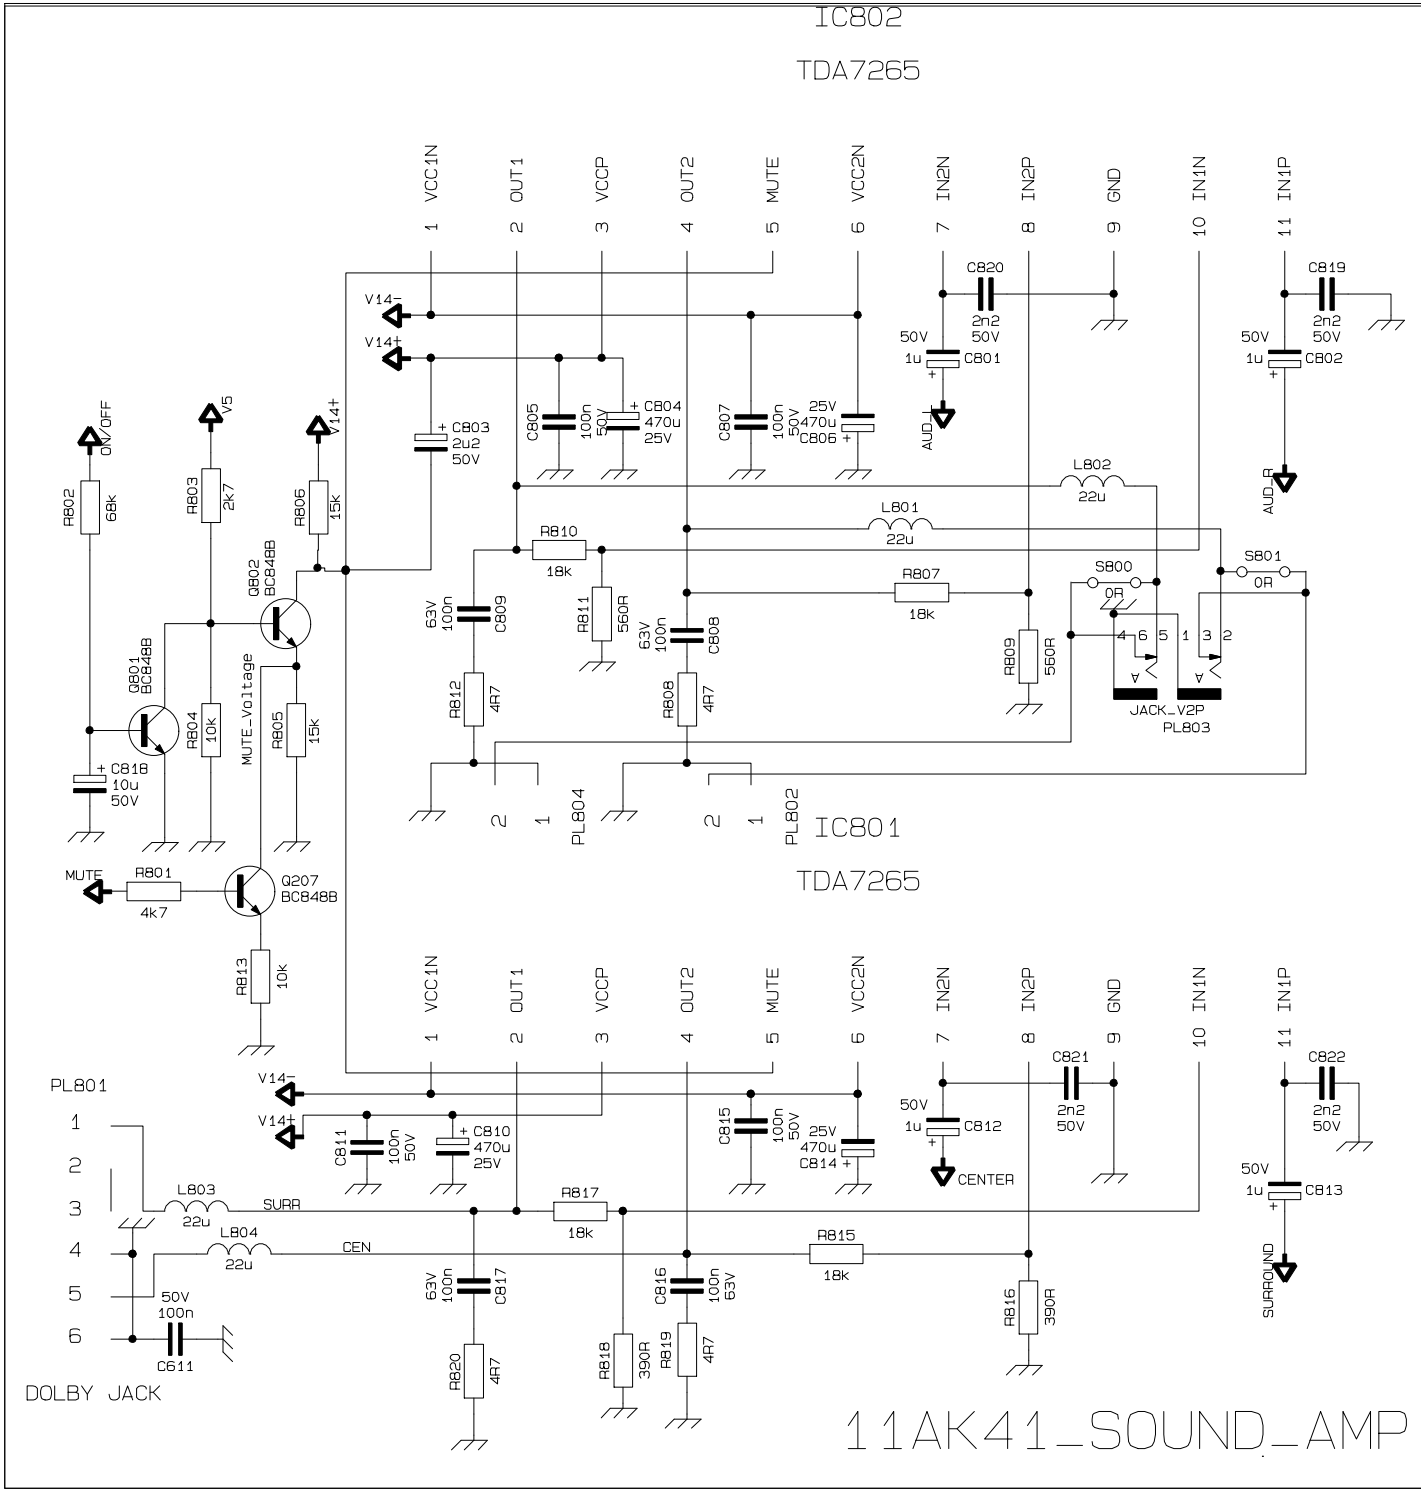 IC802
TDA7265
1 VCC1N
2 OUT1
3 VCCP
4 OUT2
5 MUTE
6 VCC2N
7 IN2N
8 IN2P
9 GND
10 IN1N
11 IN1P
C820
2n2
50V
C819
2n2
50V
V14-
V14+
50V
1u
C801
50V
1u
C802
AUD_L
AUD_R
ON/OFF
V5
V14+
C803
2u2
50V
C805
100n
50V
C804
470u
25V
C807
100n
50V
25V
470u
C806
R802
68k
R803
2k7
R806
15k
L802
22u
L801
22u
R810
18k
S801
0R
S800
0R
R807
18k
Q802
BC848B
63V
100n
C809
R811
560R
63V
100n
C808
R809
560R
4 6 5 1 3 2
Q801
BC848B
MUTE_Voltage
R804
10k
R805
15k
R812
4R7
R808
4R7
A
A
JACK_V2P
PL803
C818
10u
50V
2
1
PL804
2
1
PL802
IC801
TDA7265
MUTE
R801
4k7
Q207
BC848B
R813
10k
1 VCC1N
2 OUT1
3 VCCP
4 OUT2
5 MUTE
6 VCC2N
7 IN2N
8 IN2P
9 GND
10 IN1N
11 IN1P
V14-
V14+
C821
2n2
50V
C822
2n2
50V
C811
100n
50V
C810
470u
25V
C815
100n
50V
25V
470u
C814
50V
1u
C812
CENTER
50V
1u
C813
SURROUND
PL801
1
2
3
4
5
6
L803
22u
SURR
L804
22u
CEN
R817
18k
R815
18k
50V
100n
C611
63V
100n
C817
C816
100n
63V
R816
390R
R820
4R7
R818
390R
R819
4R7
DOLBY JACK
11AK41_SOUND_AMP